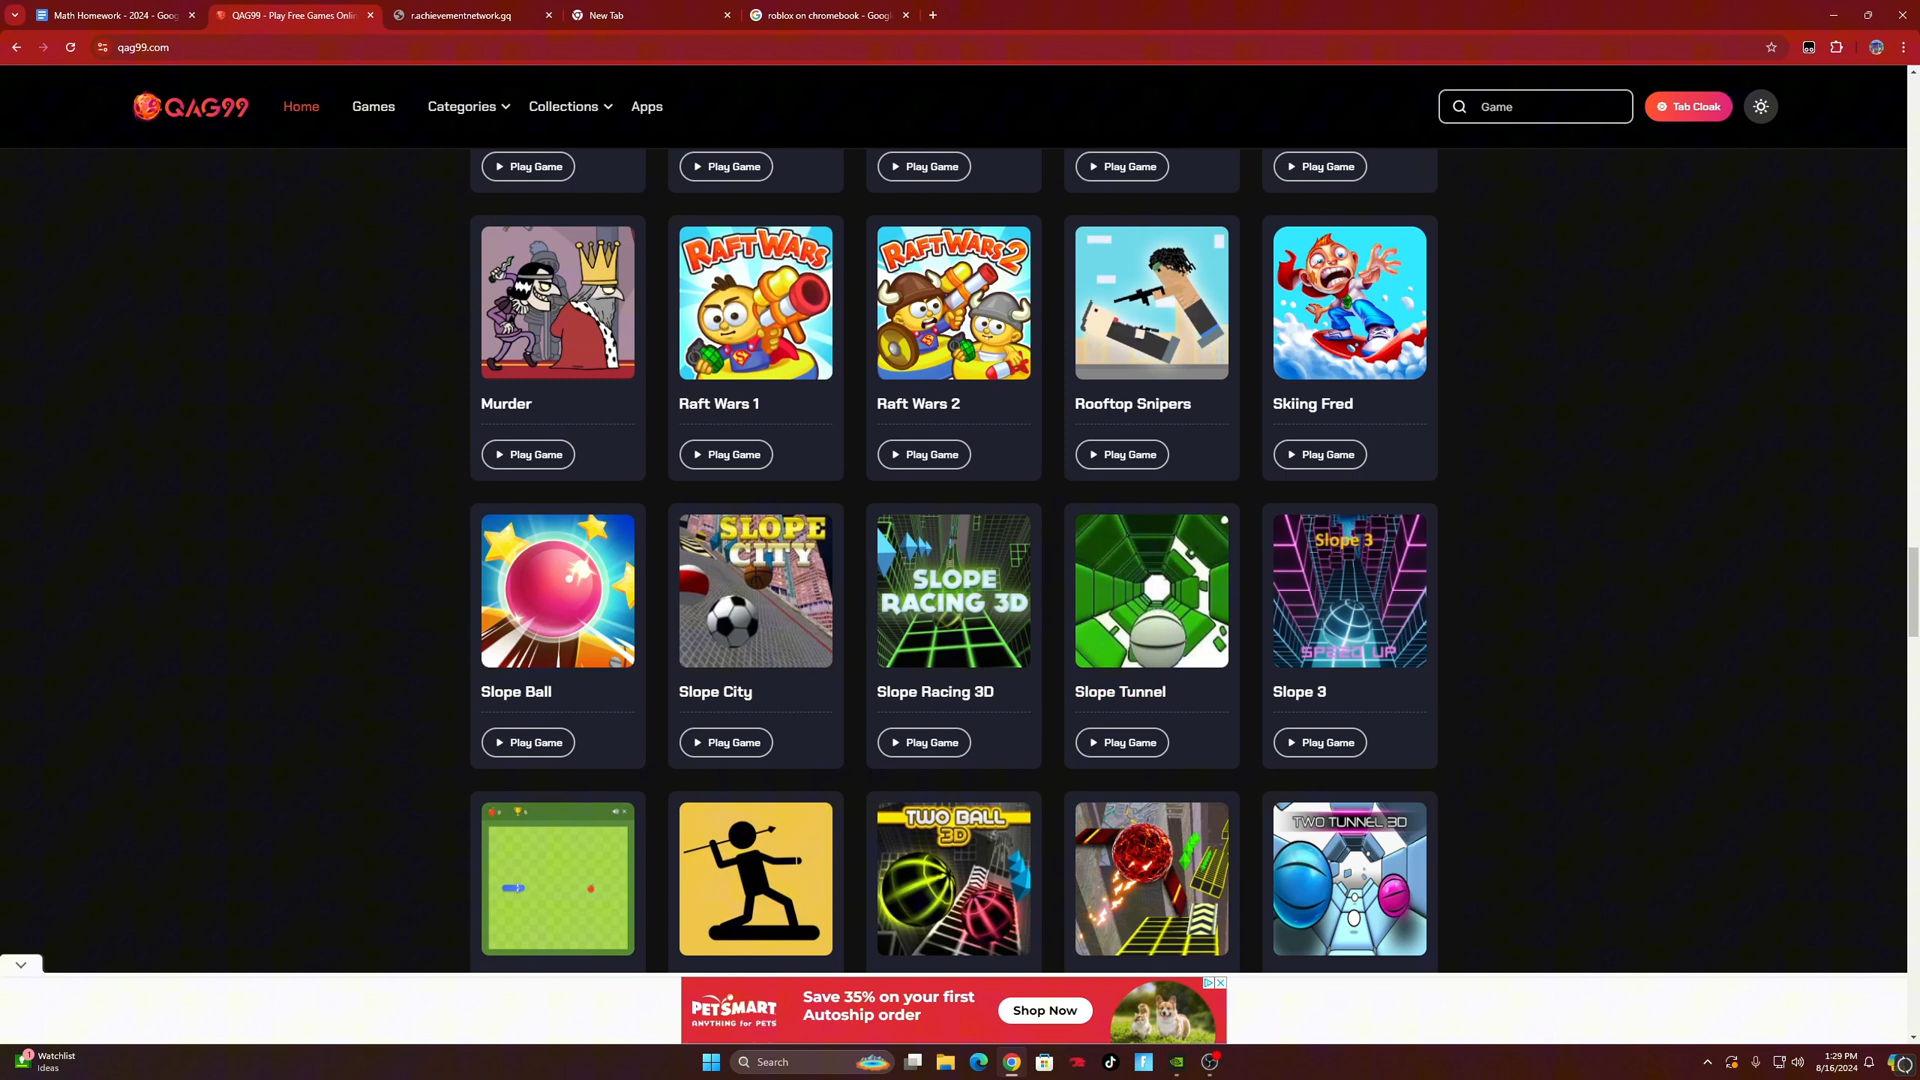 Math Homework - 2024 - Goog
QAG99 - Play Free Games Onlin
r.achievementnetwork.gq
New Tab
roblox on chromebook - Google
qag99.com
QAG99
Home
Games
Categories
Collections
Apps
Game
Tab Cloak
Play Game
Play Game
Play Game
Play Game
Play Game
RAFT WARS
RAFT WARS 2
Murder
Raft Wars 1
Raft Wars 2
Rooftop Snipers
Skiing Fred
Play Game
Play Game
Play Game
Play Game
Play Game
SLOPE
CITY
SLOPE
RACING 3D
Slope 3
SPEED UP
Slope Ball
Slope City
Slope Racing 3D
Slope Tunnel
Slope 3
Play Game
Play Game
Play Game
Play Game
Play Game
TWO BALL
3D
TWO TUNNEL 3D
PETSMART
ANYTHING for PETS
Save 35% on your first
Autoship order
Shop Now
1
Watchlist
Ideas
Search
1:29 PM
8/16/2024